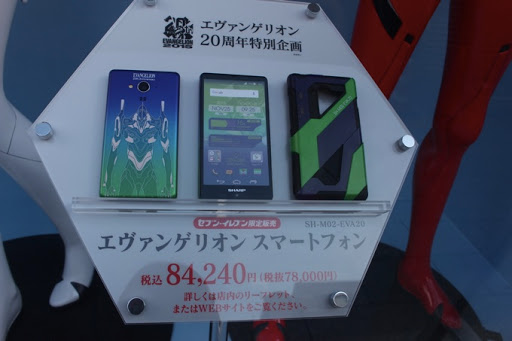 EVANGELION
2015
エヴァンゲリオン
20周年特別企画
EVANGELION
SHARP
セブン-イレブン限定販売
SH-M02-EVA20
エヴァンゲリオン スマートフォン
税込 84,240円(税抜78,000円)
詳しくは店内のリーフレット、
またはWEBサイトをご覧ください。